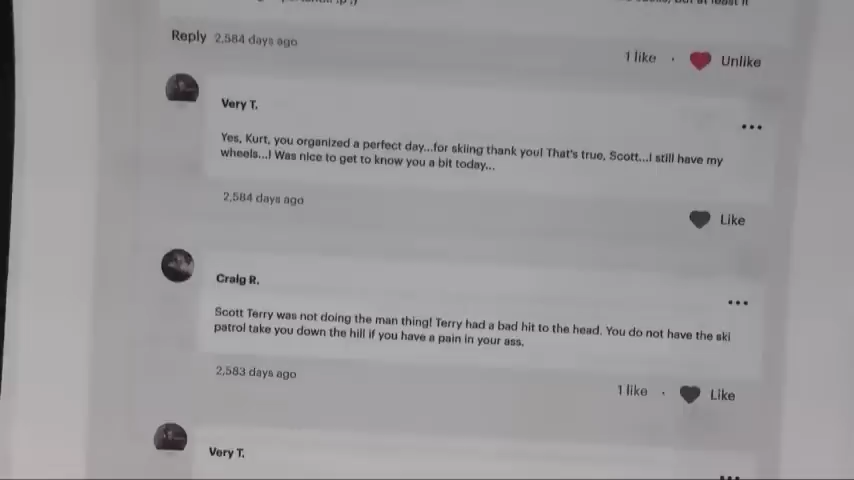 Reply 2,584 days ago
1 like · Unlike
Very T.
Yes, Kurt, you organized a perfect day...for skiing thank you! That's true, Scott...I still have my
wheels...! Was nice to get to know you a bit today...
2,584 days ago
Like
Craig R.
Scott Terry was not doing the man thing! Terry had a bad hit to the head. You do not have the ski
patrol take you down the hill if you have a pain in your ass.
2,583 days ago
1 like · Like
Very T.